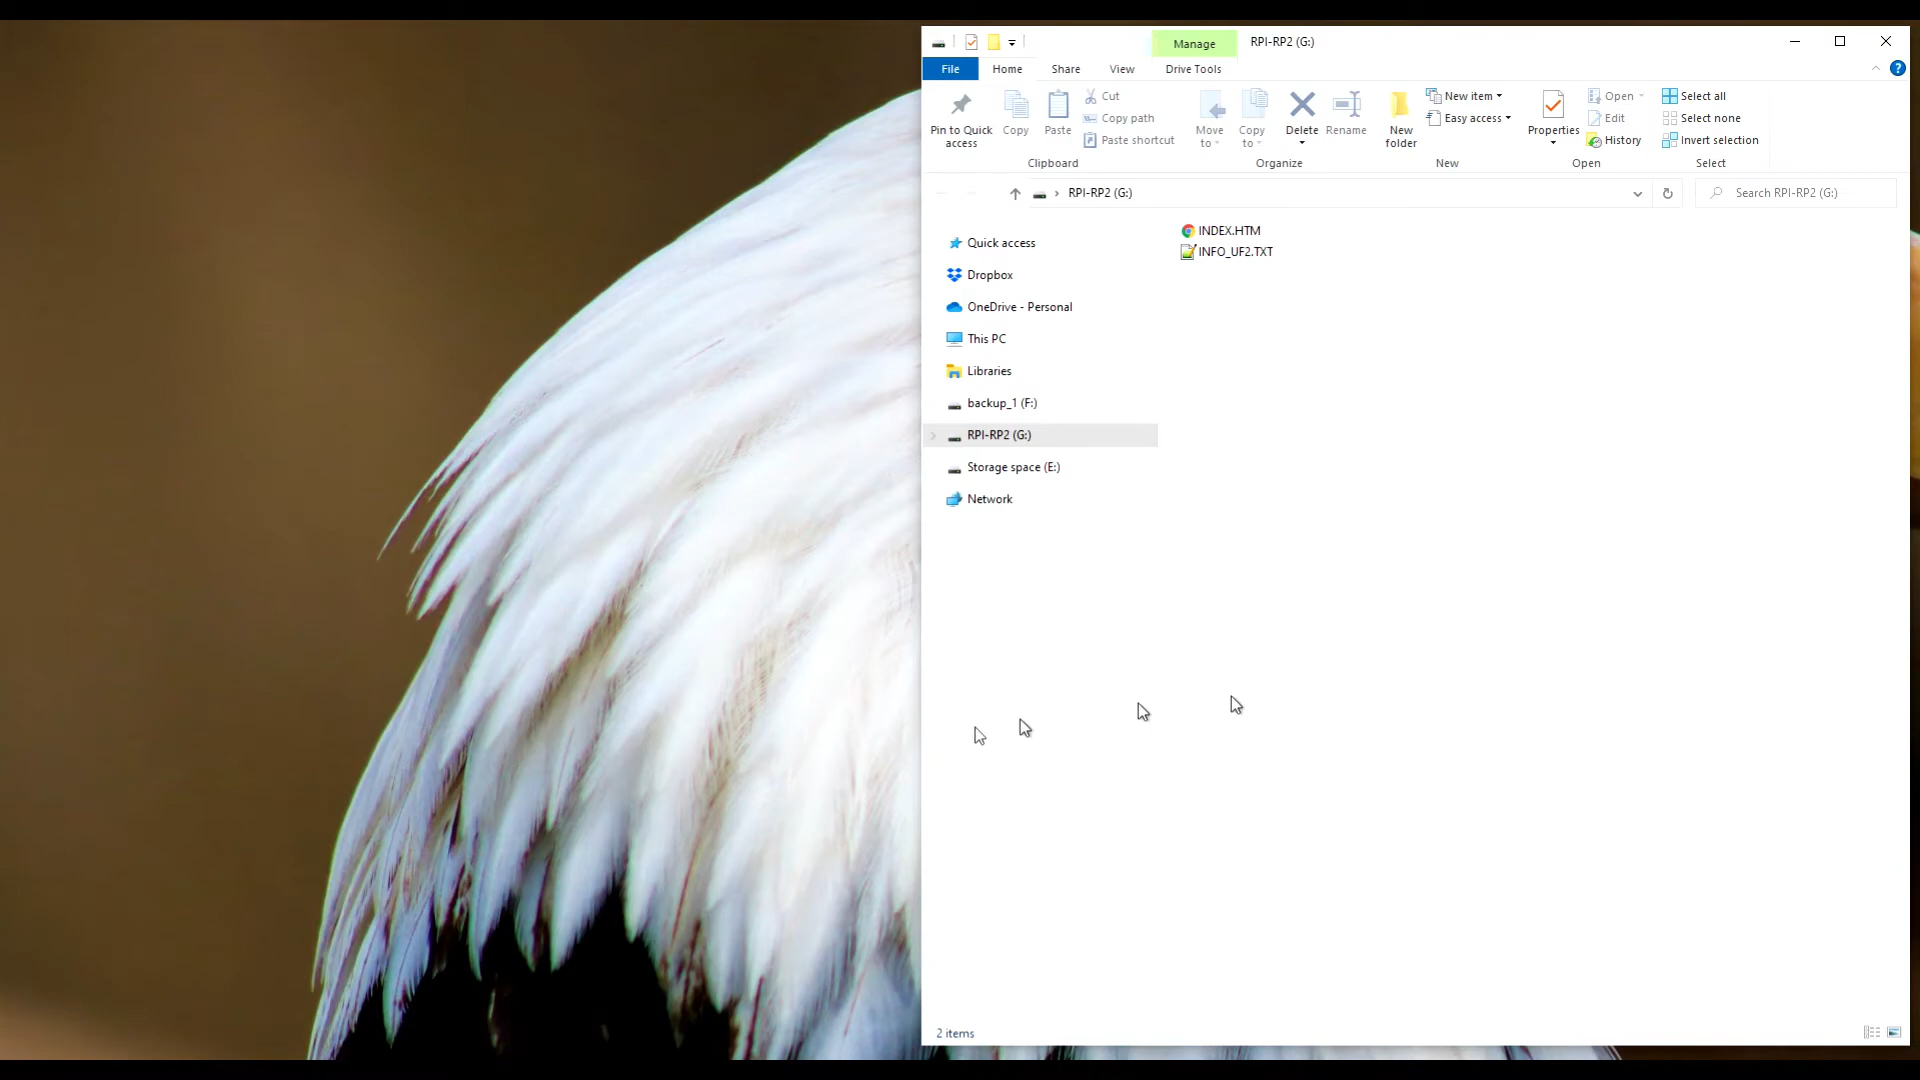 Manage RPI-RP2 (G:)
File Home Share View Drive Tools
Pin to Quick access
Copy
Paste
Cut
Copy path
Paste shortcut
Clipboard
Move to
Copy to
Delete
Rename
Organize
New folder
New item
Easy access
New
Properties
Open
Edit
History
Open
Select all
Select none
Invert selection
Select
RPI-RP2 (G:)
Search RPI-RP2 (G:)
Quick access
Dropbox
OneDrive - Personal
This PC
Libraries
backup_1 (F:)
RPI-RP2 (G:)
Storage space (E:)
Network
INDEX.HTM
INFO_UF2.TXT
2 items